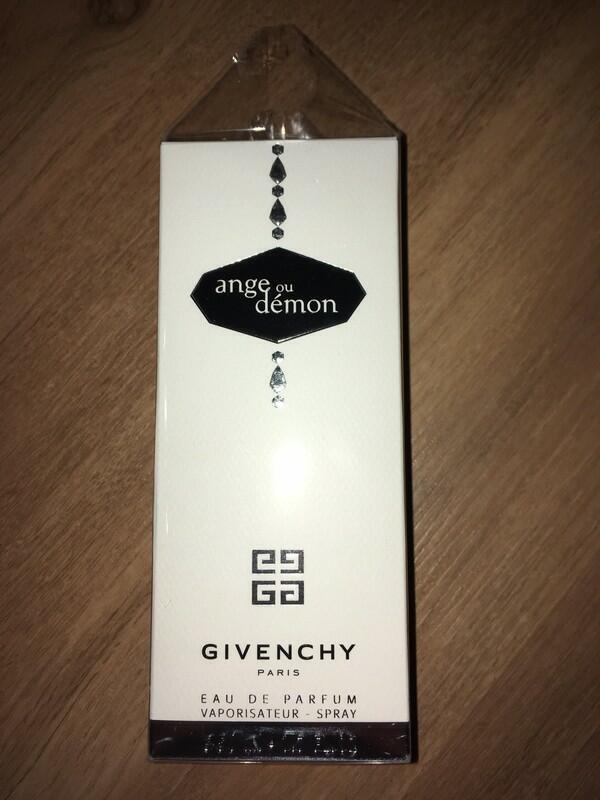 ange ou
démon
GIVENCHY
PARIS
EAU DE PARFUM
VAPORISATEUR - SPRAY